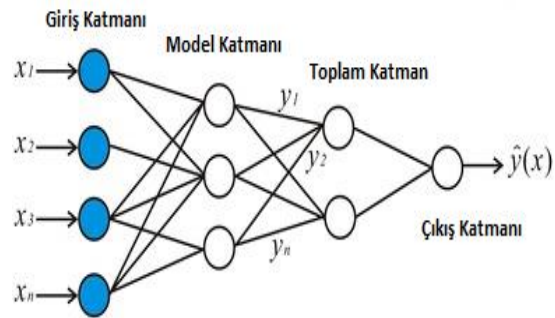 Giriş Katmanı
Model Katmanı
Toplam Katman
x1
x2
x3
xn
y1
y2
yn
ŷ(x)
Çıkış Katmanı